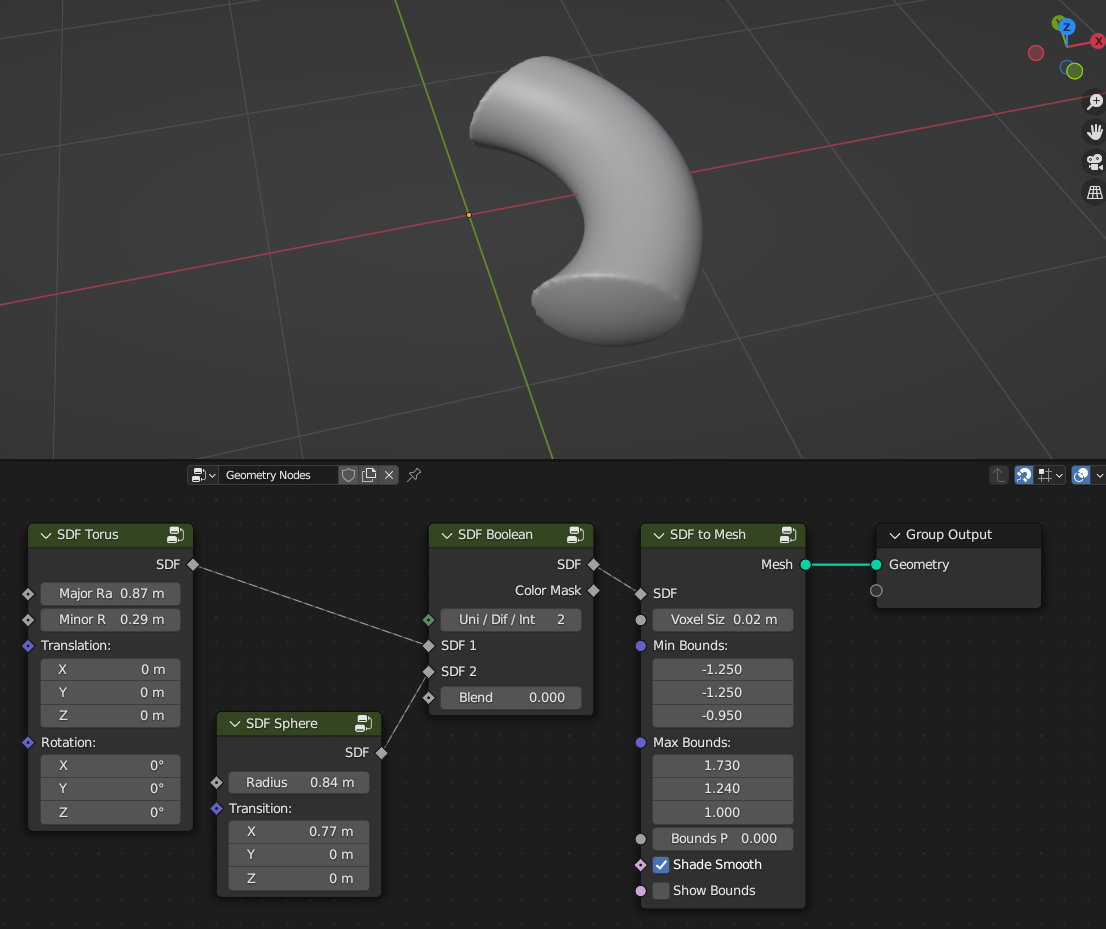 Y
Z
X
Geometry Nodes
SDF Torus
SDF
Major Ra 0.87 m
Minor R 0.29 m
Translation:
X 0 m
Y 0 m
Z 0 m
Rotation:
X 0°
Y 0°
Z 0°
SDF Sphere
SDF
Radius 0.84 m
Transition:
X 0.77 m
Y 0 m
Z 0 m
SDF Boolean
SDF
Color Mask
Uni / Dif / Int 2
SDF 1
SDF 2
Blend 0.000
SDF to Mesh
Mesh
SDF
Voxel Siz 0.02 m
Min Bounds:
-1.250
-1.250
-0.950
Max Bounds:
1.730
1.240
1.000
Bounds P 0.000
Shade Smooth
Show Bounds
Group Output
Geometry